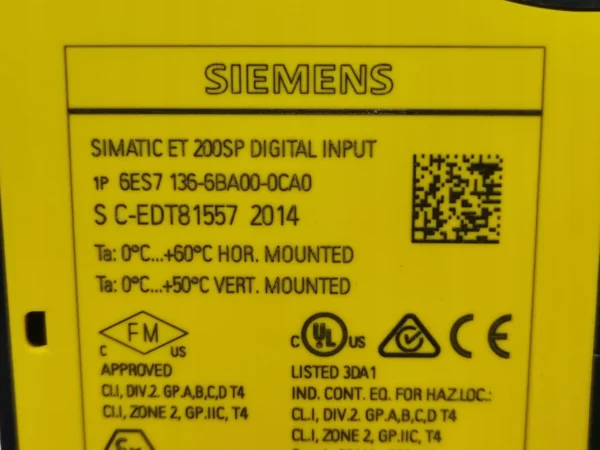 SIEMENS
SIMATIC ET 200SP DIGITAL INPUT
1P 6ES7 136-6BA00-0CA0
S C-EDT81557 2014
Ta: 0°C...+60°C HOR. MOUNTED
Ta: 0°C...+50°C VERT. MOUNTED
FM
C US
APPROVED
CL.I, DIV.2. GP.A,B,C,D T4
CL.I, ZONE 2, GP.IIC, T4
C UL US
CE
LISTED 3DA1
IND. CONT. EQ. FOR HAZ.LOC.:
CL.I, DIV.2. GP.A,B,C,D T4
CL.I, ZONE 2, GP.IIC, T4